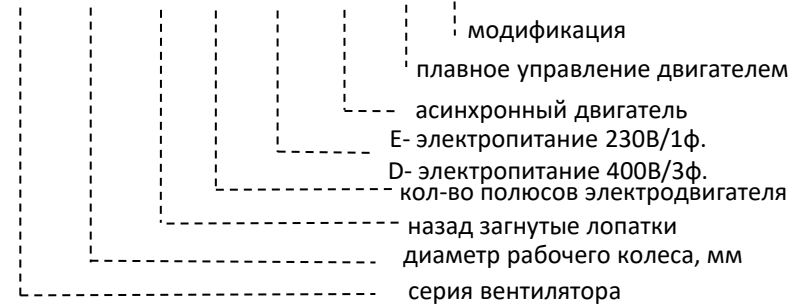 модификация
плавное управление двигателем
асинхронный двигатель
Е- электропитание 230В/1ф.
D- электропитание 400В/3ф.
кол-во полюсов электродвигателя
назад загнутые лопатки
диаметр рабочего колеса, мм
серия вентилятора